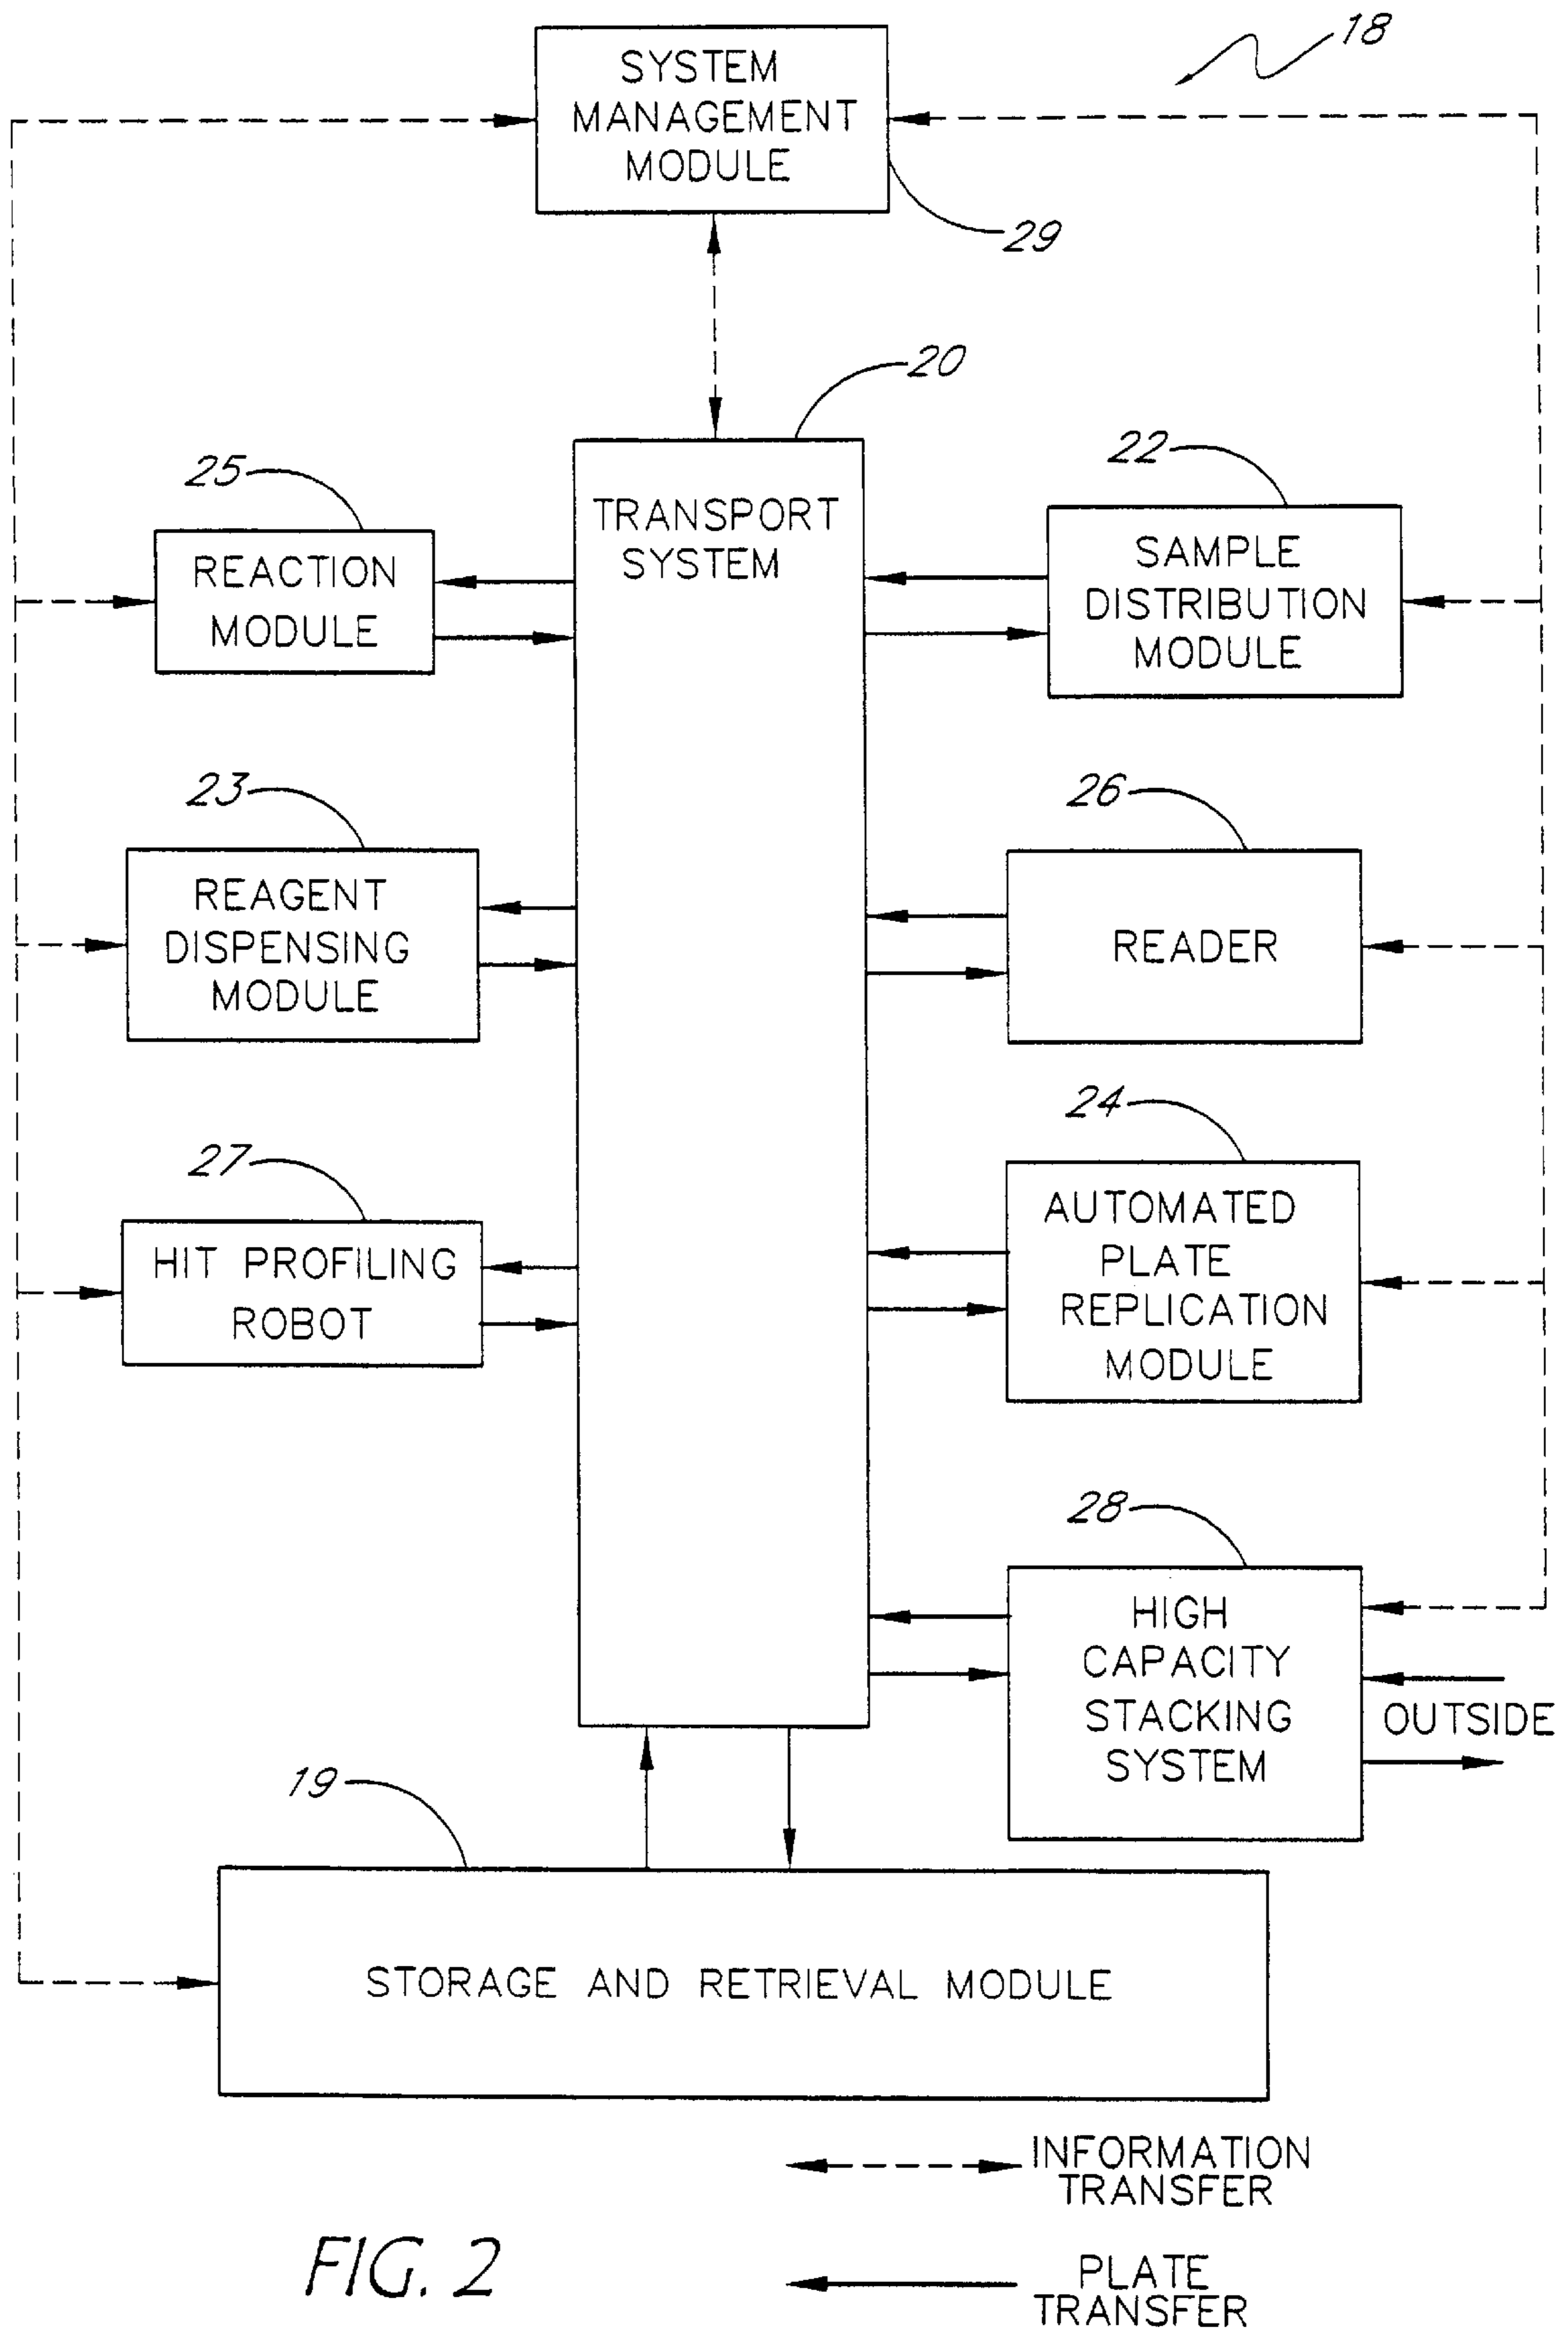 18
SYSTEM
MANAGEMENT
MODULE
29
20
TRANSPORT
SYSTEM
25
REACTION
MODULE
22
SAMPLE
DISTRIBUTION
MODULE
23
REAGENT
DISPENSING
MODULE
26
READER
27
HIT PROFILING
ROBOT
24
AUTOMATED
PLATE
REPLICATION
MODULE
28
HIGH
CAPACITY
STACKING
SYSTEM
OUTSIDE
19
STORAGE AND RETRIEVAL MODULE
INFORMATION
TRANSFER
PLATE
TRANSFER
FIG. 2